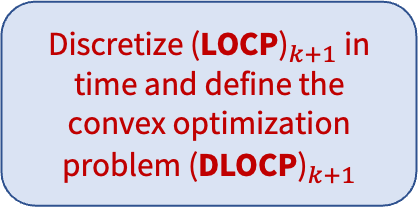 Discretize (LOCP)ₖ₊₁ in
time and define the
convex optimization
problem (DLOCP)ₖ₊₁